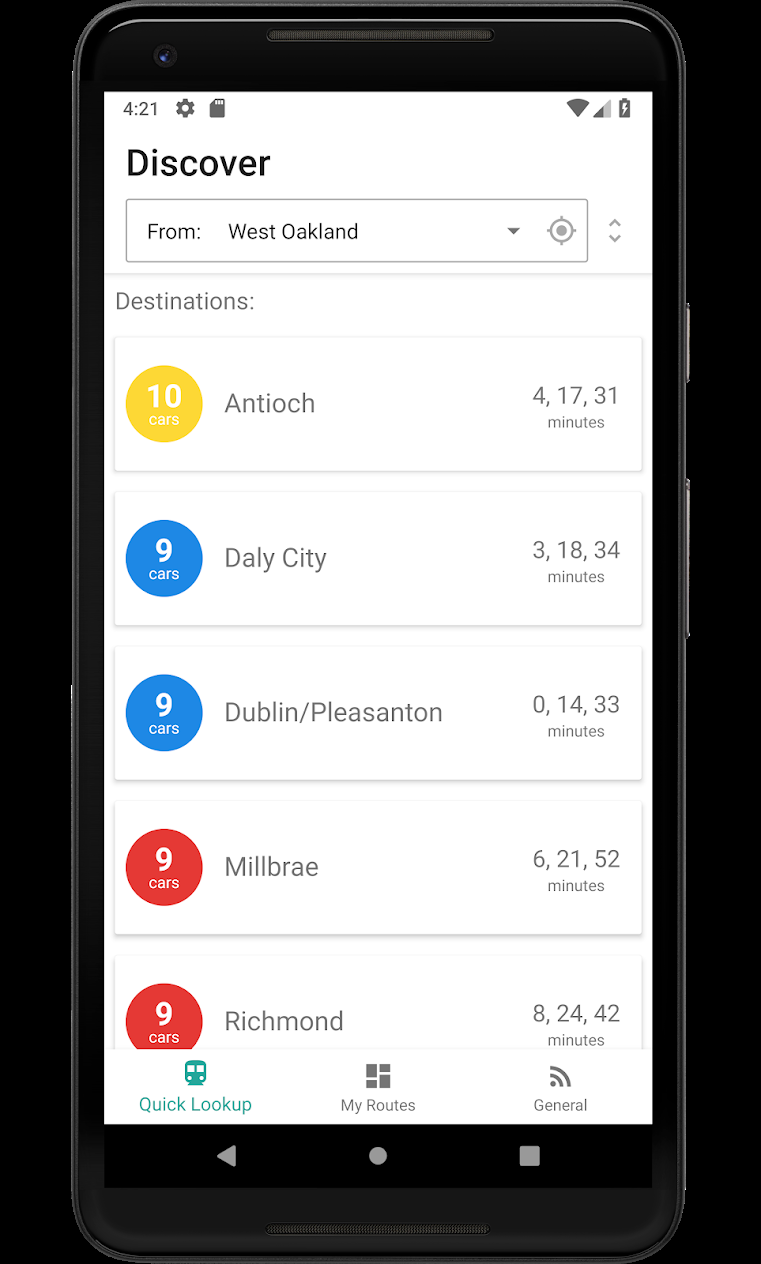 4:21
Discover
From: West Oakland
Destinations:
10
cars
Antioch
4, 17, 31
minutes
9
cars
Daly City
3, 18, 34
minutes
9
cars
Dublin/Pleasanton
0, 14, 33
minutes
9
cars
Millbrae
6, 21, 52
minutes
9
cars
Richmond
8, 24, 42
minutes
Quick Lookup
My Routes
General